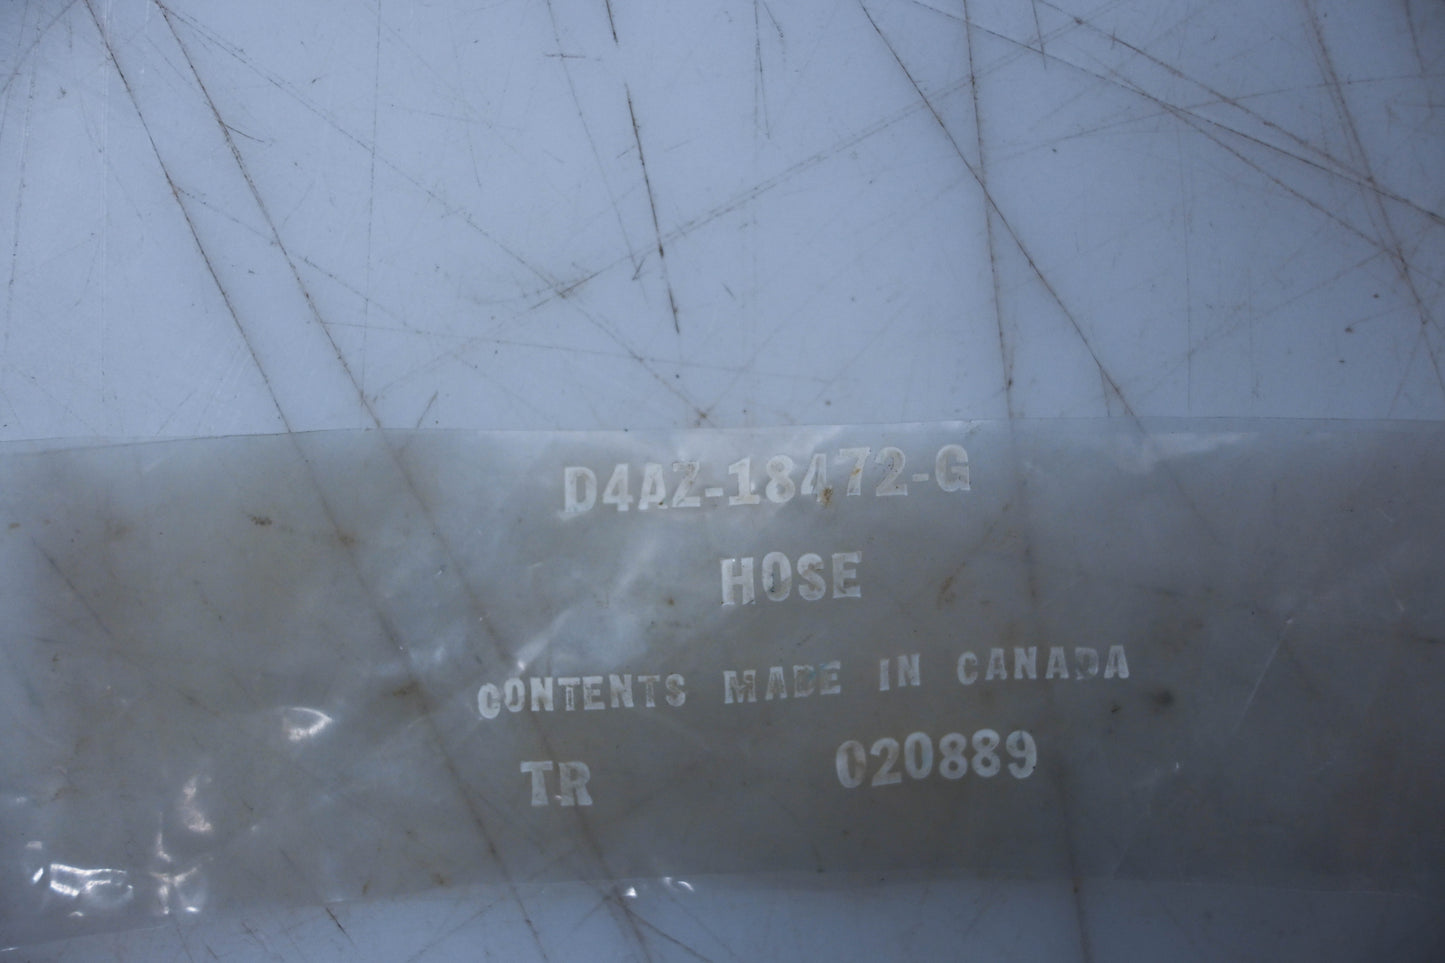 D4AZ-18472-G
HOSE
CONTENTS MADE IN CANADA
TR 020889